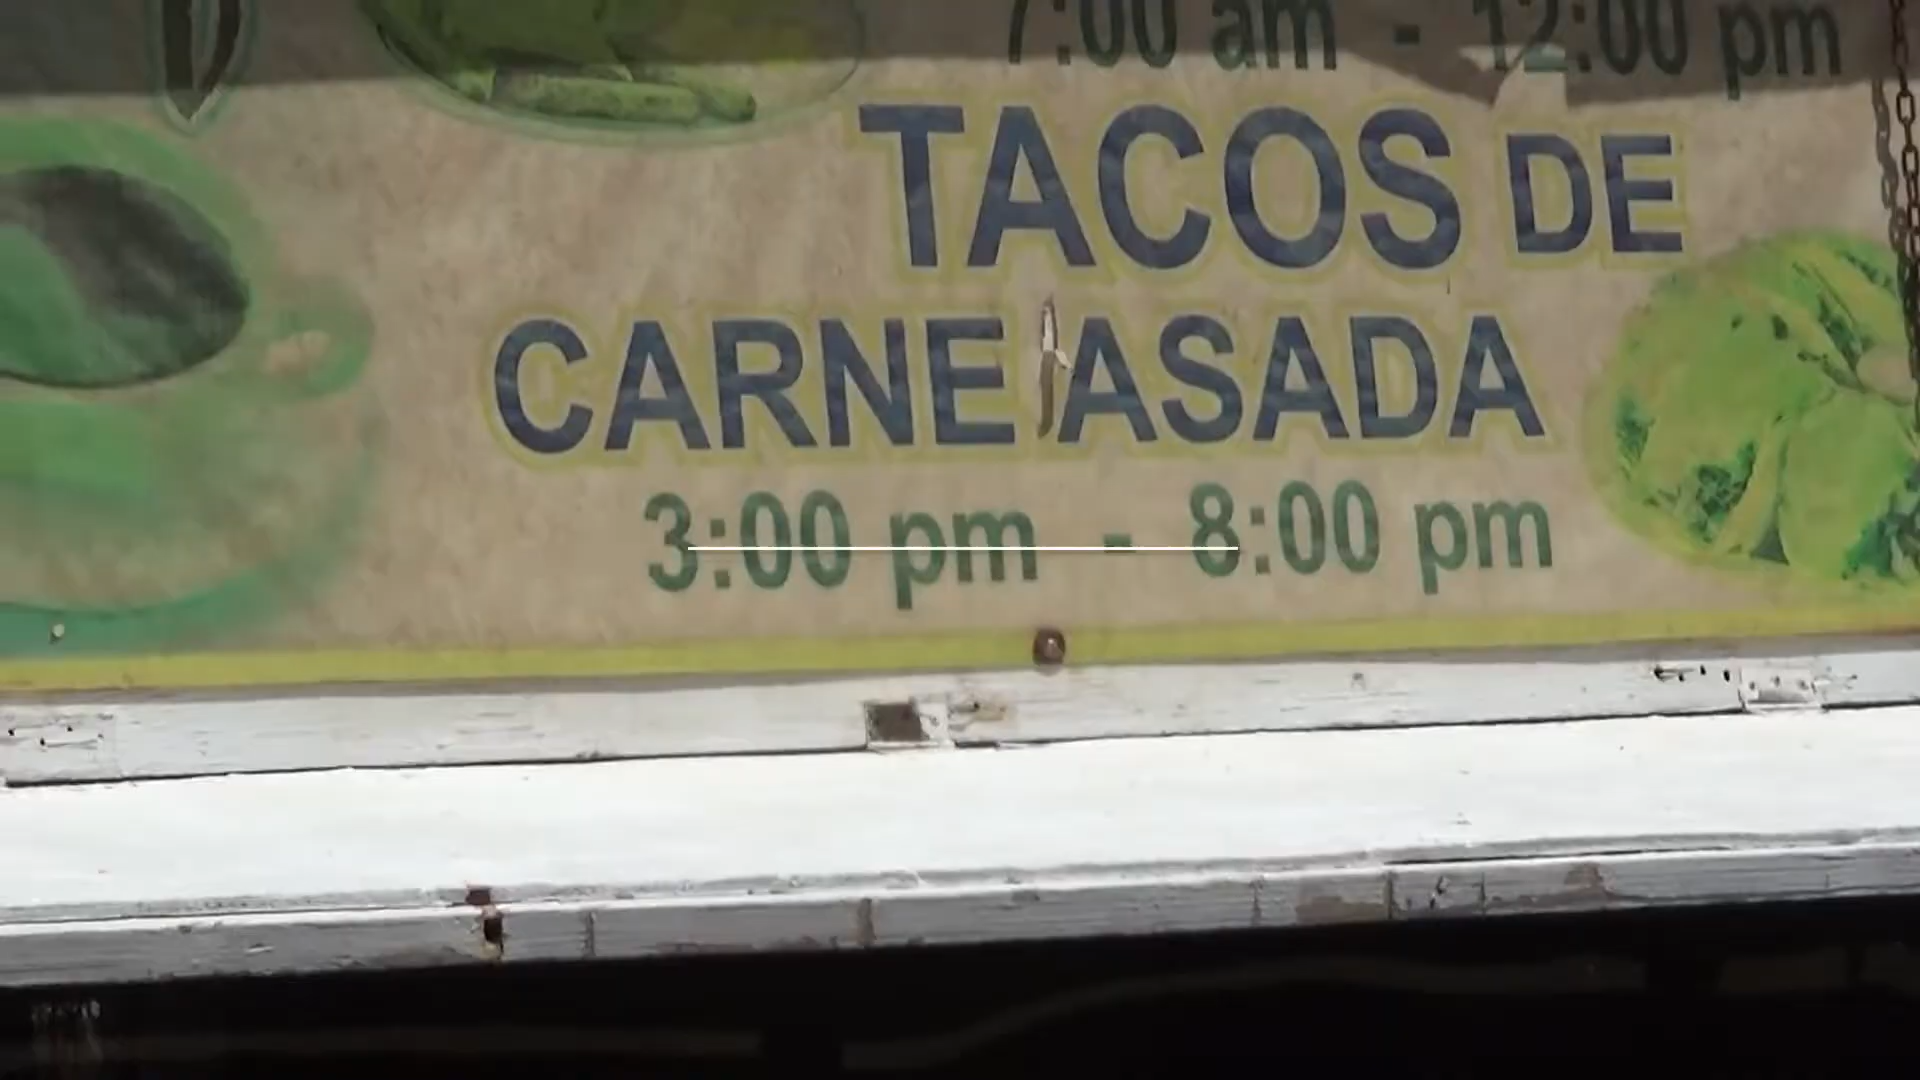 7:00 am - 12:00 pm
TACOS DE
CARNE ASADA
3:00 pm - 8:00 pm